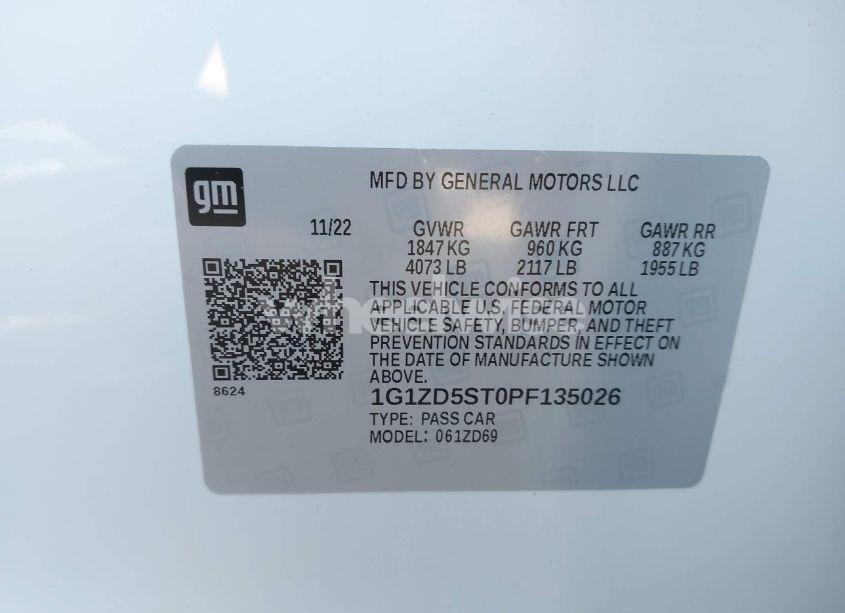 gm
MFD BY GENERAL MOTORS LLC
11/22 GVWR GAWR FRT GAWR RR
1847 KG 960 KG 887 KG
4073 LB 2117 LB 1955 LB
THIS VEHICLE CONFORMS TO ALL
APPLICABLE U.S. FEDERAL MOTOR
VEHICLE SAFETY, BUMPER, AND THEFT
PREVENTION STANDARDS IN EFFECT ON
THE DATE OF MANUFACTURE SHOWN
ABOVE.
8624
1G1ZD5ST0PF135026
TYPE: PASS CAR
MODEL: 061ZD69